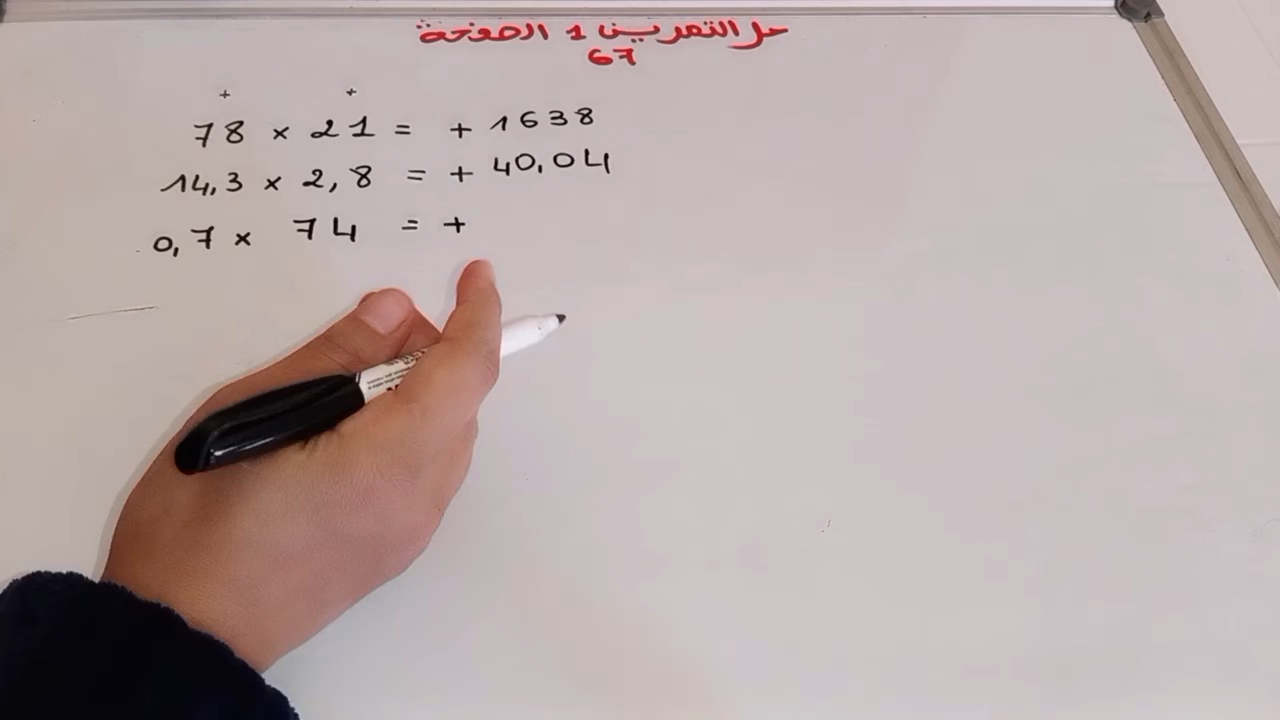 حل التمرين 1 الصفحة
67
+ +
78 × 21 = + 1638
14,3 × 2,8 = + 40,04
0,7 × 74 = +